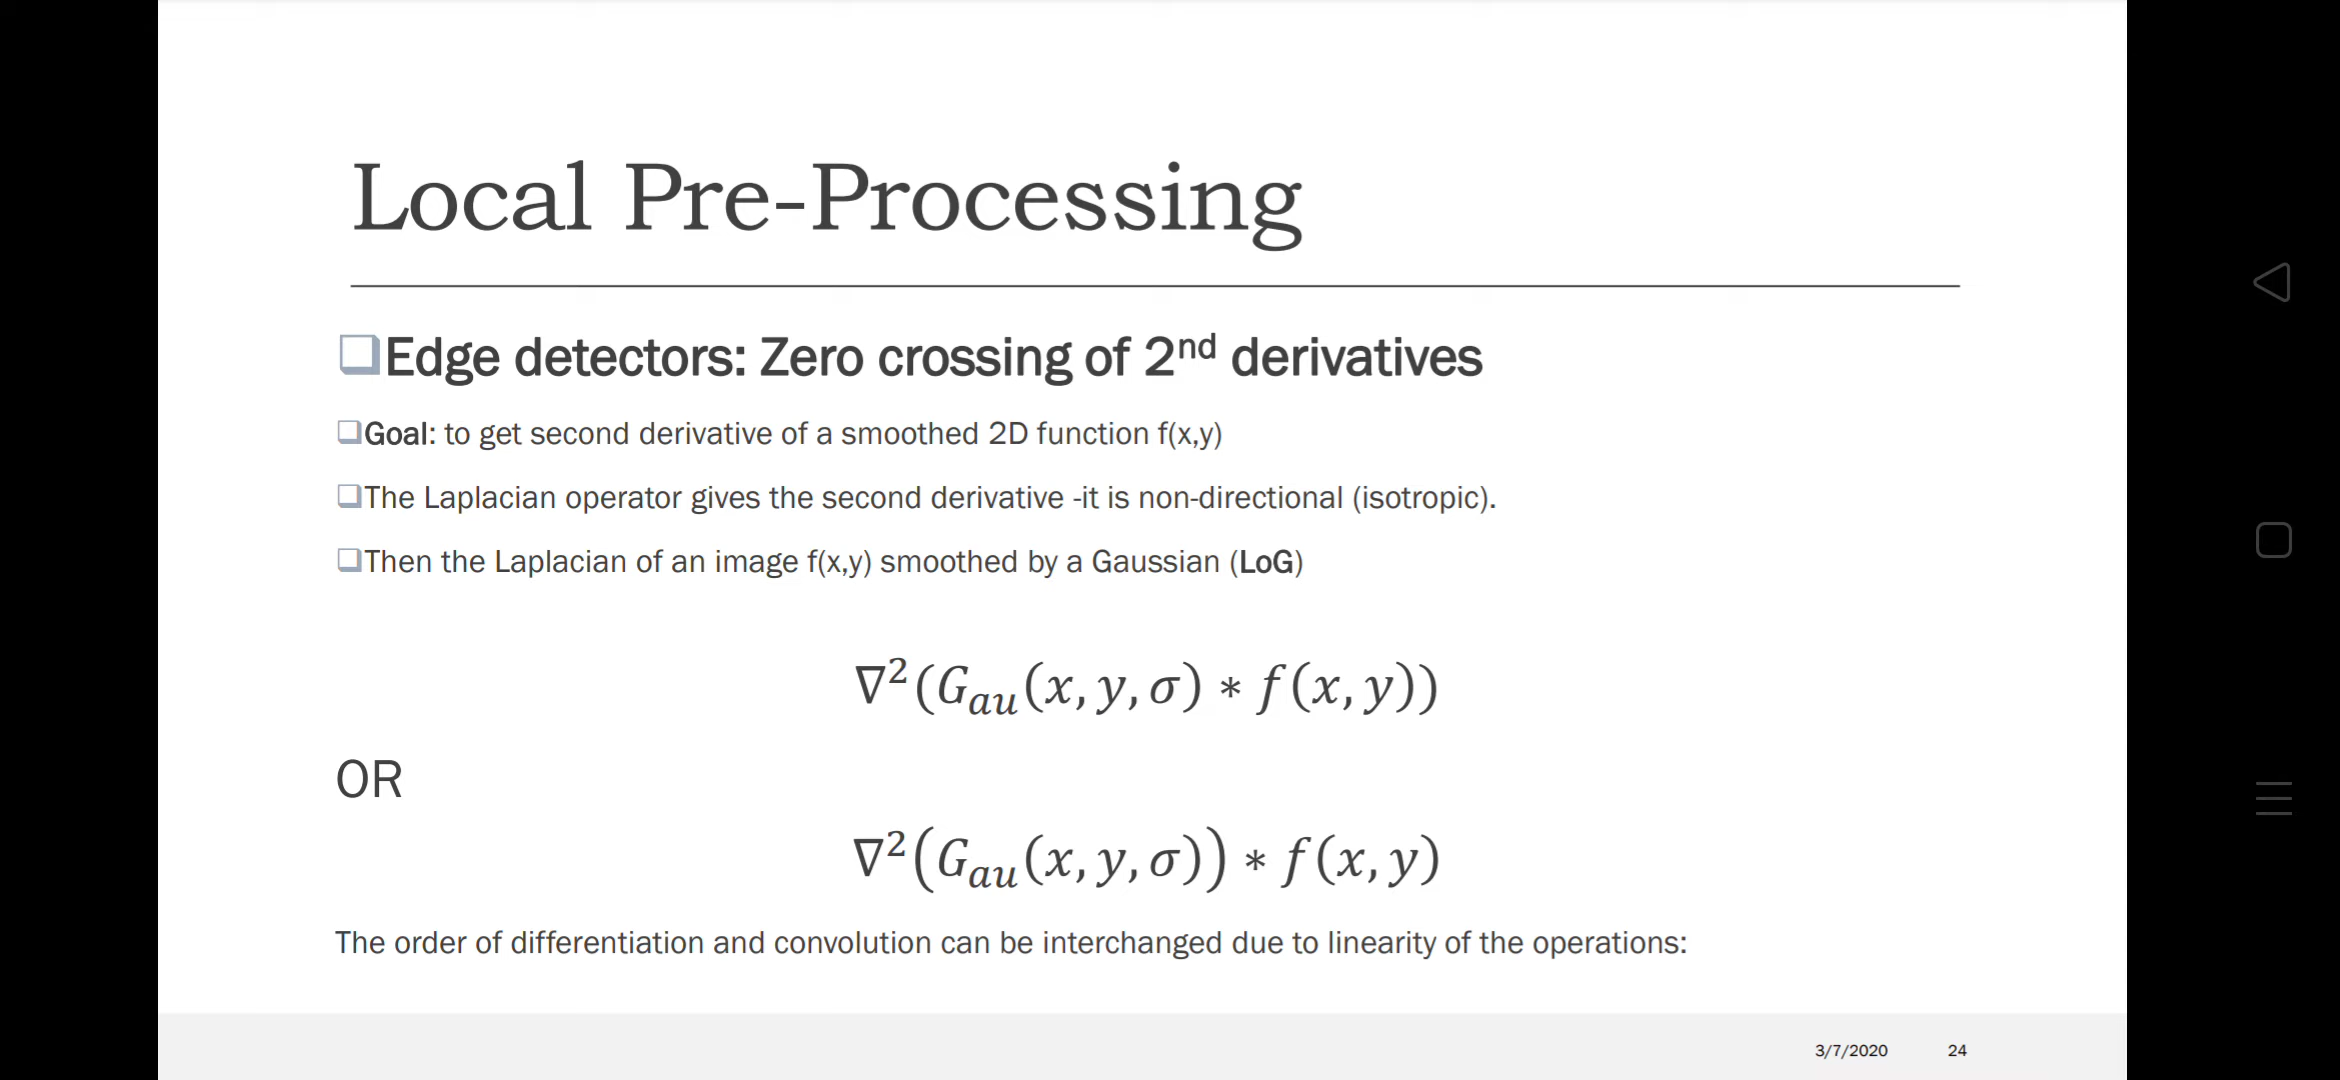 Local Pre-Processing
❑Edge detectors: Zero crossing of 2ⁿᵈ derivatives
❑Goal: to get second derivative of a smoothed 2D function f(x,y)
❑The Laplacian operator gives the second derivative -it is non-directional (isotropic).
❑Then the Laplacian of an image f(x,y) smoothed by a Gaussian (LoG)
∇²(G_au(x, y, σ) ∗ f(x, y))
OR
∇²(G_au(x, y, σ)) ∗ f(x, y)
The order of differentiation and convolution can be interchanged due to linearity of the operations:
3/7/2020 24